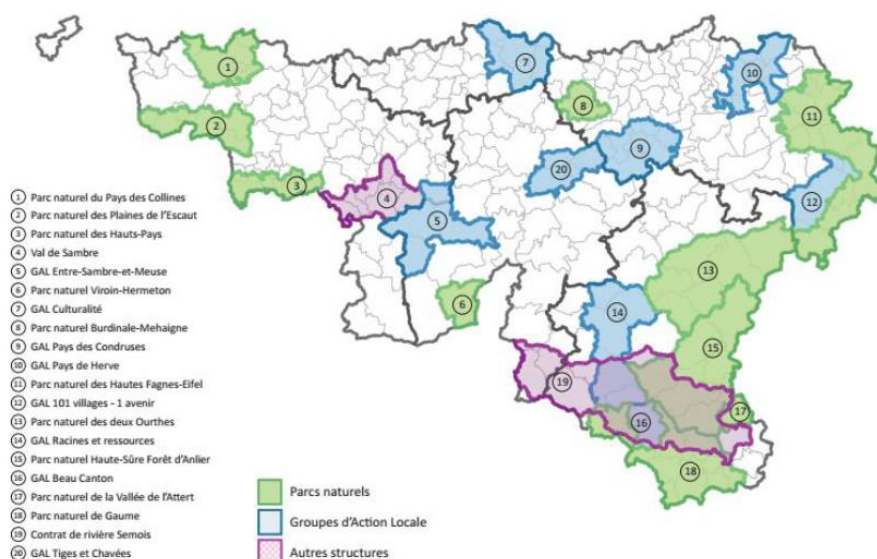 1
2
3
4
5
6
7
8
9
10
11
12
13
14
15
16
17
18
19
20
① Parc naturel du Pays des Collines
② Parc naturel des Plaines de l'Escaut
③ Parc naturel des Hauts-Pays
④ Val de Sambre
⑤ GAL Entre-Sambre-et-Meuse
⑥ Parc naturel Viroin-Hermeton
⑦ GAL Culturalité
⑧ Parc naturel Burdinale-Mehaigne
⑨ GAL Pays des Condruses
⑩ GAL Pays de Herve
⑪ Parc naturel des Hautes Fagnes-Eifel
⑫ GAL 101 villages - 1 avenir
⑬ Parc naturel des deux Ourthes
⑭ GAL Racines et ressources
⑮ Parc naturel Haute-Sûre Forêt d'Anlier
⑯ GAL Beau Canton
⑰ Parc naturel de la Vallée de l'Attert
⑱ Parc naturel de Gaume
⑲ Contrat de rivière Semois
⑳ GAL Tiges et Chavées
Parcs naturels
Groupes d'Action Locale
Autres structures